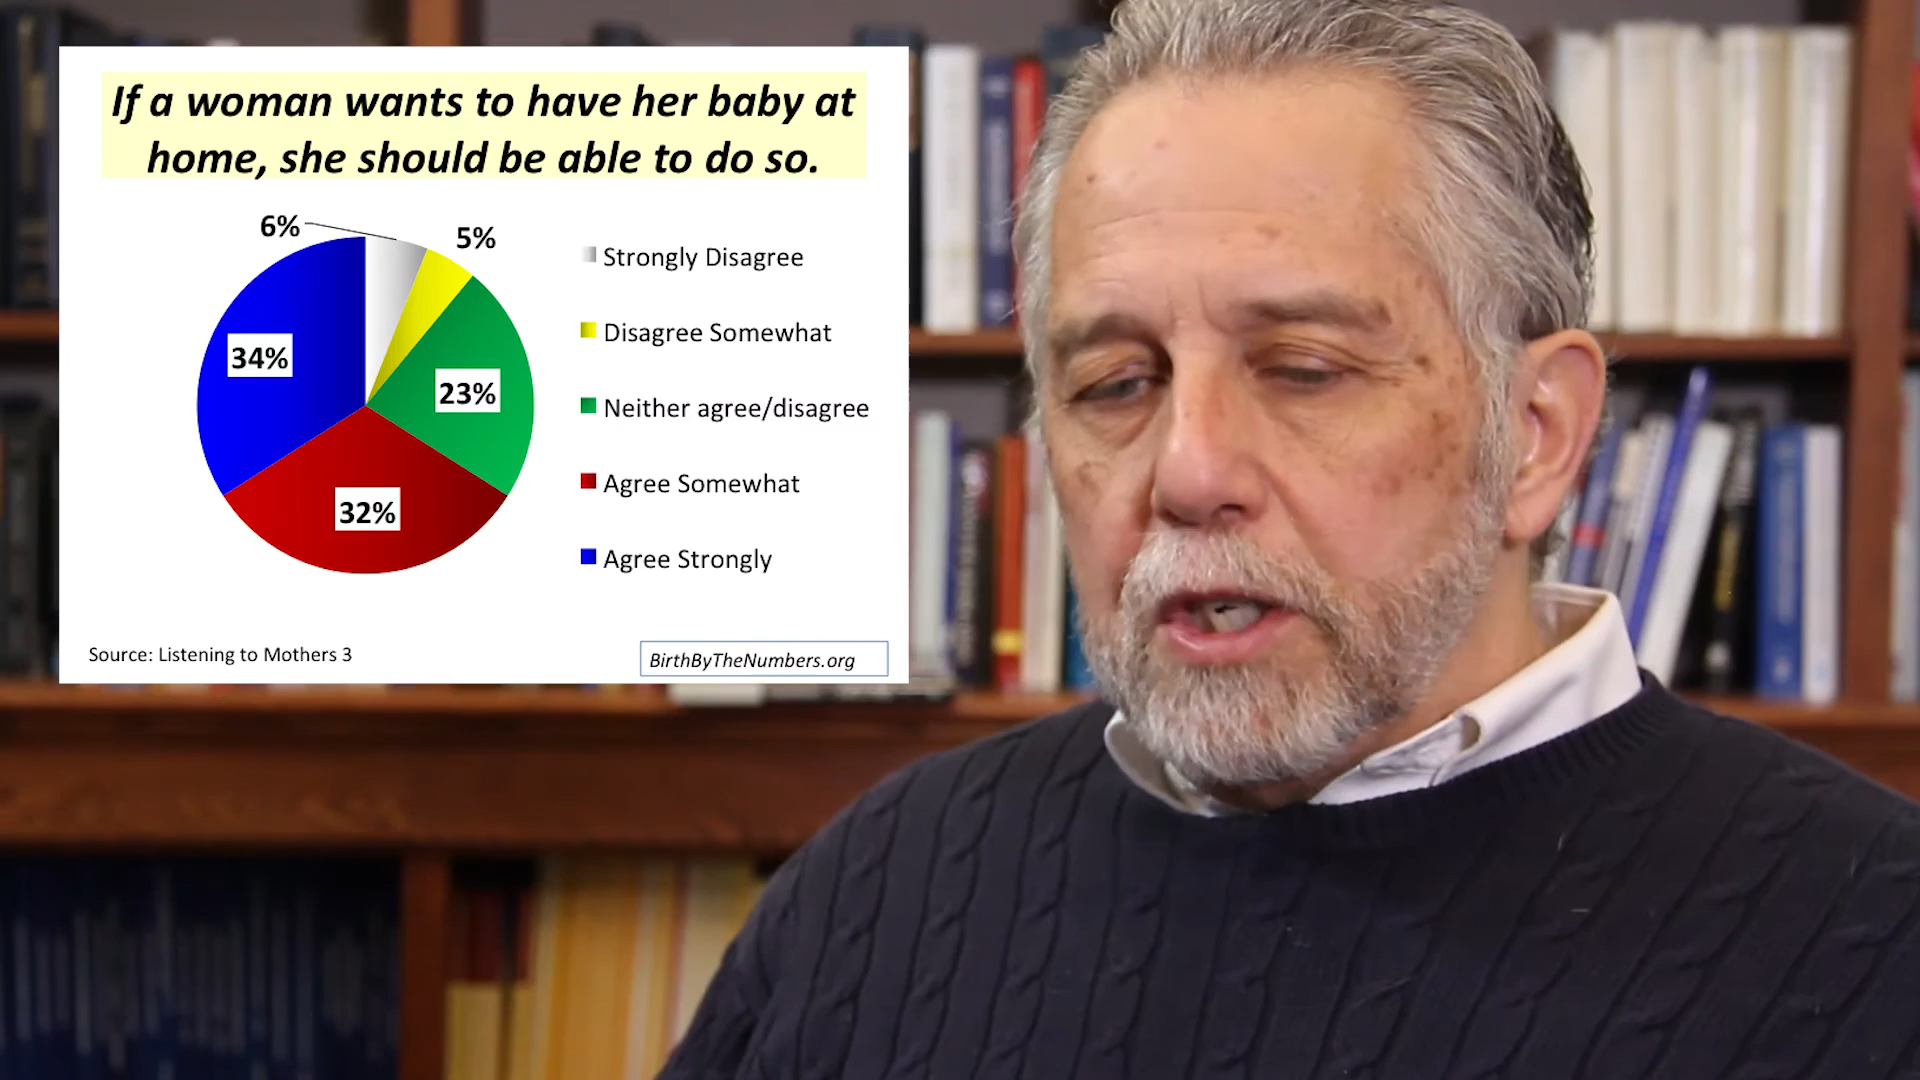 If a woman wants to have her baby at
home, she should be able to do so.
6%
5%
34%
23%
32%
Strongly Disagree
Disagree Somewhat
Neither agree/disagree
Agree Somewhat
Agree Strongly
Source: Listening to Mothers 3
BirthByTheNumbers.org